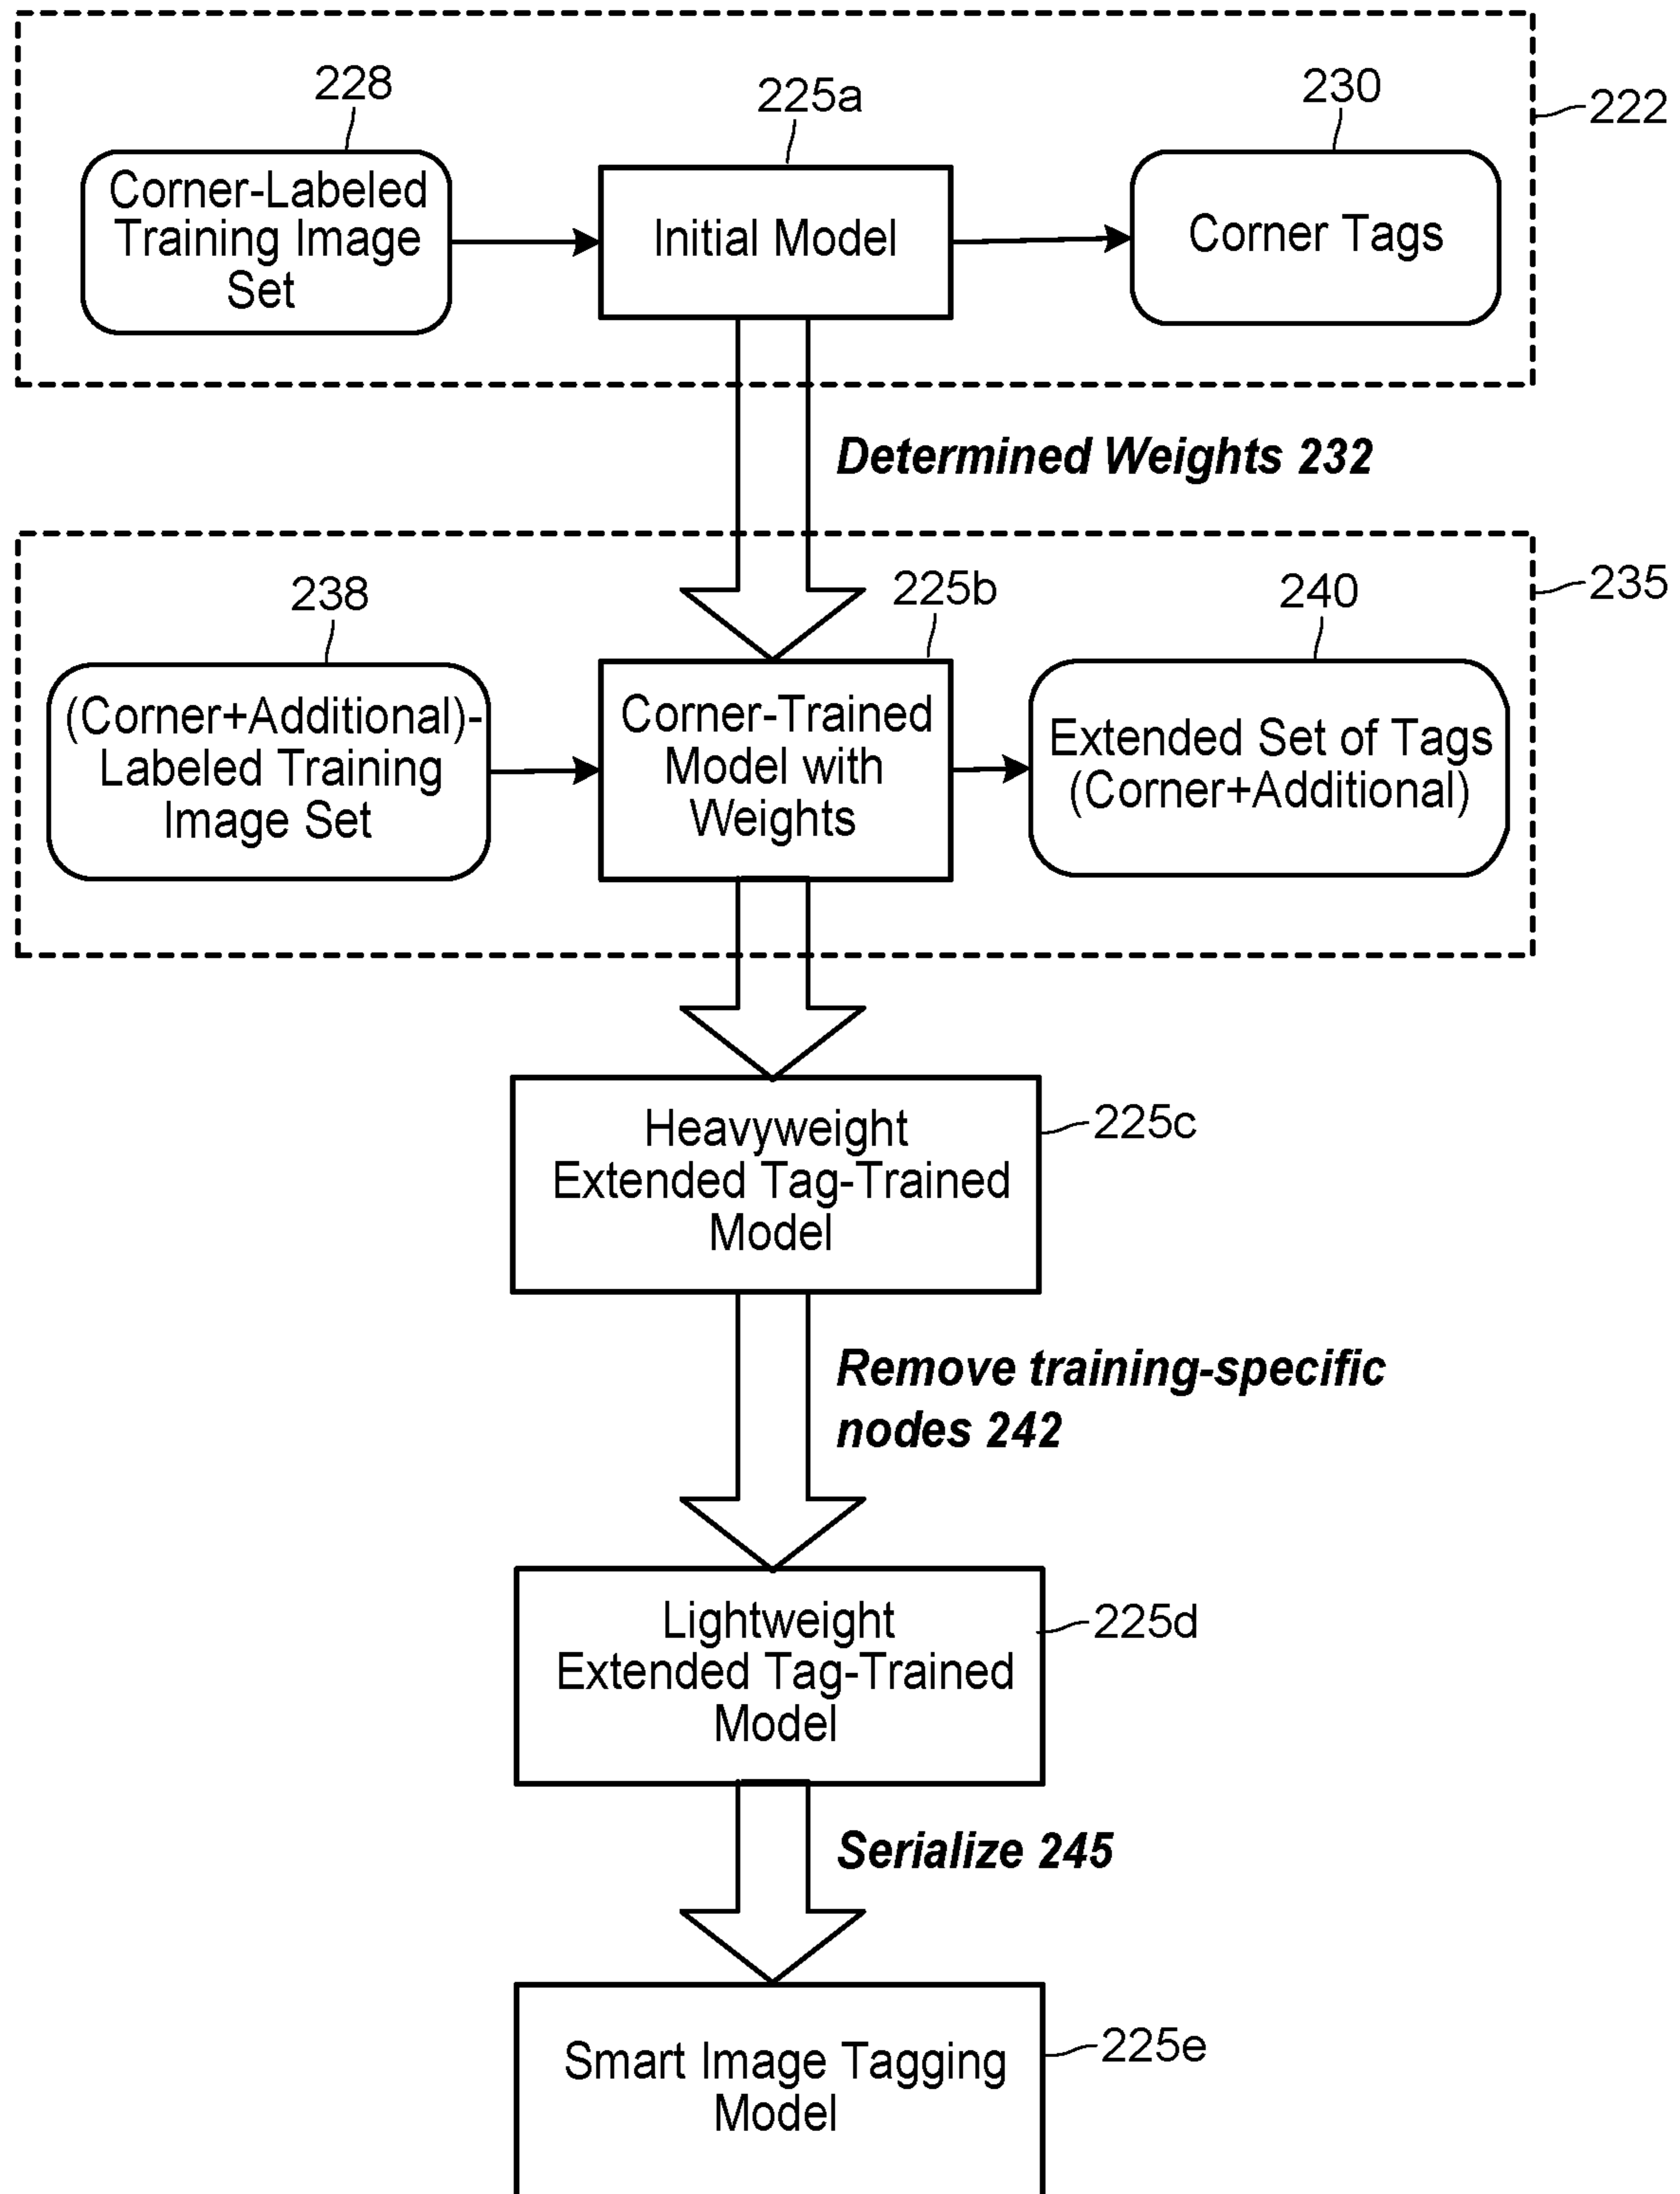 228
225a
230
222
Corner-Labeled
Training Image
Set
Initial Model
Corner Tags
Determined Weights 232
238
225b
240
235
(Corner+Additional)-
Labeled Training
Image Set
Corner-Trained
Model with
Weights
Extended Set of Tags
(Corner+Additional)
Heavyweight
Extended Tag-Trained
Model
225c
Remove training-specific
nodes 242
Lightweight
Extended Tag-Trained
Model
225d
Serialize 245
Smart Image Tagging
Model
225e